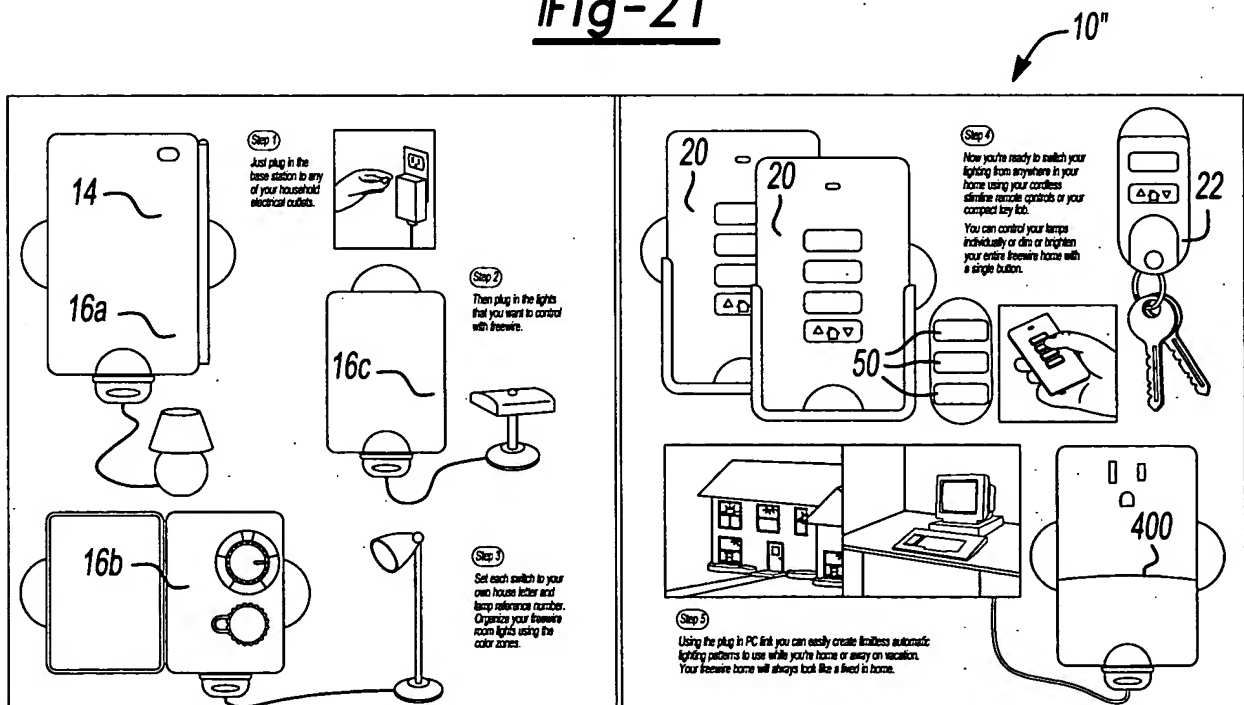 Fig-21
10"
14
16a
Step 1
Just plug in the
base station to any
of your household
electrical outlets.
16c
Step 2
Then plug in the lights
that you want to control
with freewire.
16b
Step 3
Set each switch to your
own house letter and
lamp reference number.
Organize your freewire
room lights using the
color zones.
20
20
50
Step 4
Now you're ready to switch your
lighting from anywhere in your
home using your cordless
slimline remote controls or your
compact key fob.
You can control your lamps
individually or dim or brighten
your entire freewire home with
a single button.
22
400
Step 5
Using the plug in PC link you can easily create limitless automatic
lighting patterns to use while you're home or away on vacation.
Your freewire home will always look like a lived in home.